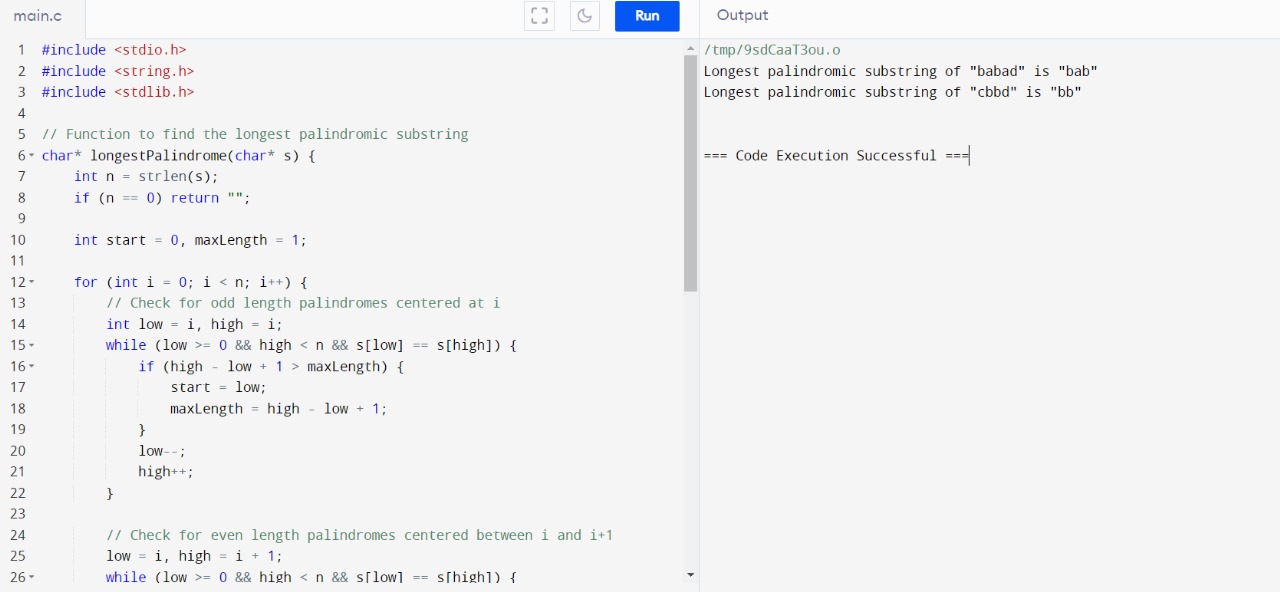 main.c
Run
Output
1 #include <stdio.h>
2 #include <string.h>
3 #include <stdlib.h>
4
5 // Function to find the longest palindromic substring
6 char* longestPalindrome(char* s) {
7     int n = strlen(s);
8     if (n == 0) return "";
9
10     int start = 0, maxLength = 1;
11
12     for (int i = 0; i < n; i++) {
13         // Check for odd length palindromes centered at i
14         int low = i, high = i;
15         while (low >= 0 && high < n && s[low] == s[high]) {
16             if (high - low + 1 > maxLength) {
17                 start = low;
18                 maxLength = high - low + 1;
19             }
20             low--;
21             high++;
22         }
23
24         // Check for even length palindromes centered between i and i+1
25         low = i, high = i + 1;
26         while (low >= 0 && high < n && s[low] == s[high]) {
/tmp/9sdCaaT3ou.o
Longest palindromic substring of "babad" is "bab"
Longest palindromic substring of "cbbd" is "bb"
=== Code Execution Successful ===